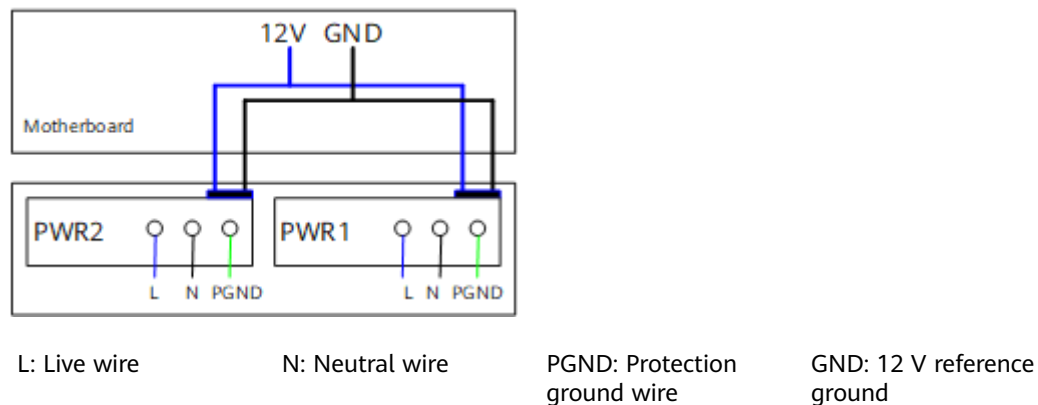 12V GND
Motherboard
PWR2 PWR1
L N PGND L N PGND
L: Live wire N: Neutral wire PGND: Protection GND: 12 V reference
ground wire ground